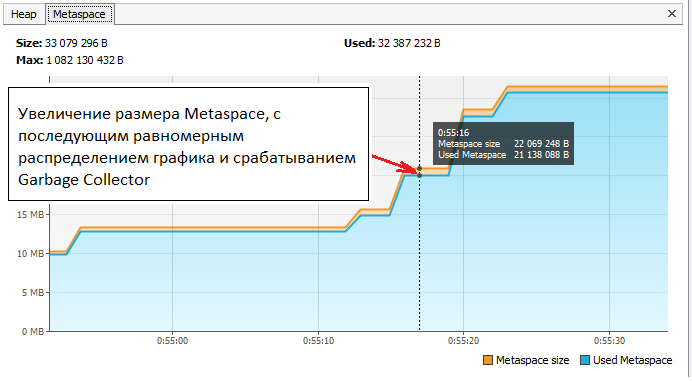 Heap Metaspace
Size: 33 079 296 B Used: 32 387 232 B
Max: 1 082 130 432 B
Увеличение размера Metaspace, с
последующим равномерным
распределением графика и срабатыванием
Garbage Collector
0:55:16
Metaspace size 22 069 248 B
Used Metaspace 21 138 088 B
15 MB
10 MB
5 MB
0 MB
0:55:00 0:55:10 0:55:20 0:55:30
Metaspace size Used Metaspace